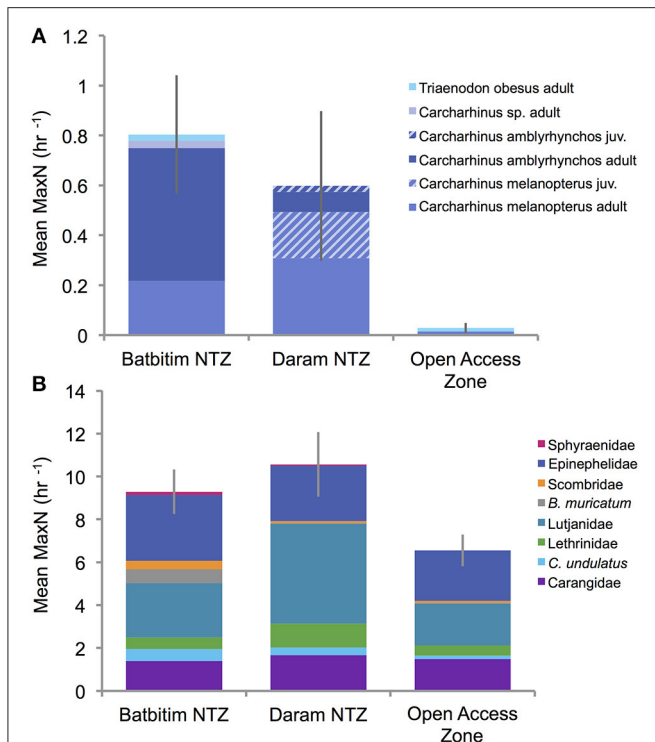 A
1.2
1
0.8
0.6
0.4
0.2
0
Mean MaxN (hr -1)
Triaenodon obesus adult
Carcharhinus sp. adult
Carcharhinus amblyrhynchos juv.
Carcharhinus amblyrhynchos adult
Carcharhinus melanopterus juv.
Carcharhinus melanopterus adult
Batbitim NTZ
Daram NTZ
Open Access
Zone
B
14
12
10
8
6
4
2
0
Mean MaxN (hr -1)
Sphyraenidae
Epinephelidae
Scombridae
B. muricatum
Lutjanidae
Lethrinidae
C. undulatus
Carangidae
Batbitim NTZ
Daram NTZ
Open Access
Zone